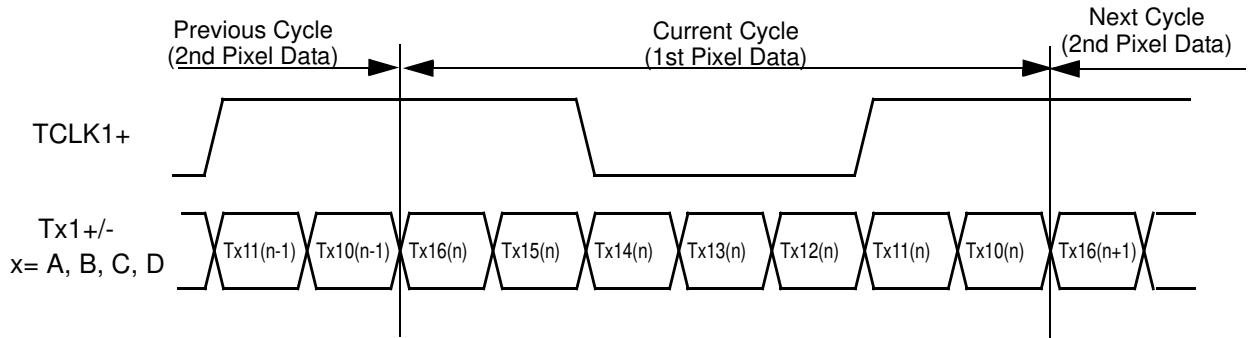 Previous Cycle
(2nd Pixel Data)
Current Cycle
(1st Pixel Data)
Next Cycle
(2nd Pixel Data)
TCLK1+
Tx1+/-
x= A, B, C, D
Tx11(n-1) Tx10(n-1) Tx16(n) Tx15(n) Tx14(n) Tx13(n) Tx12(n) Tx11(n) Tx10(n) Tx16(n+1)